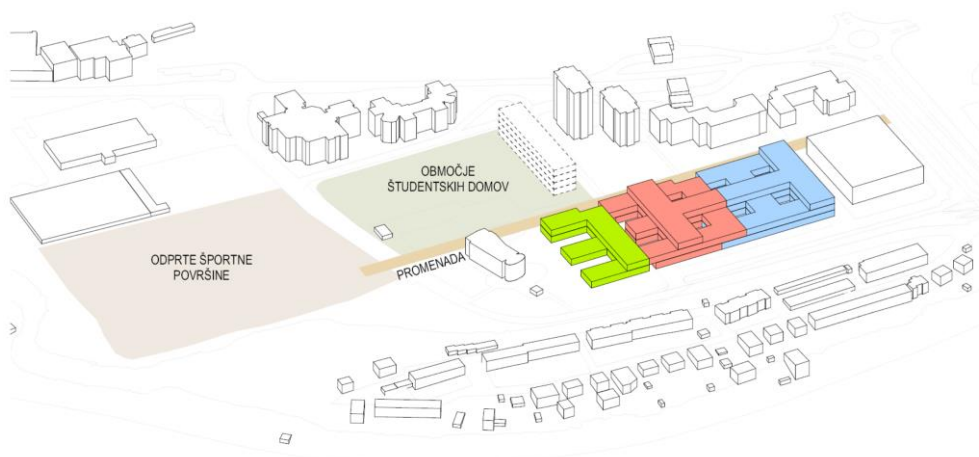 OBMOČJE
ŠTUDENTSKIH DOMOV
ODPRTE ŠPORTNE
POVRŠINE
PROMENADA